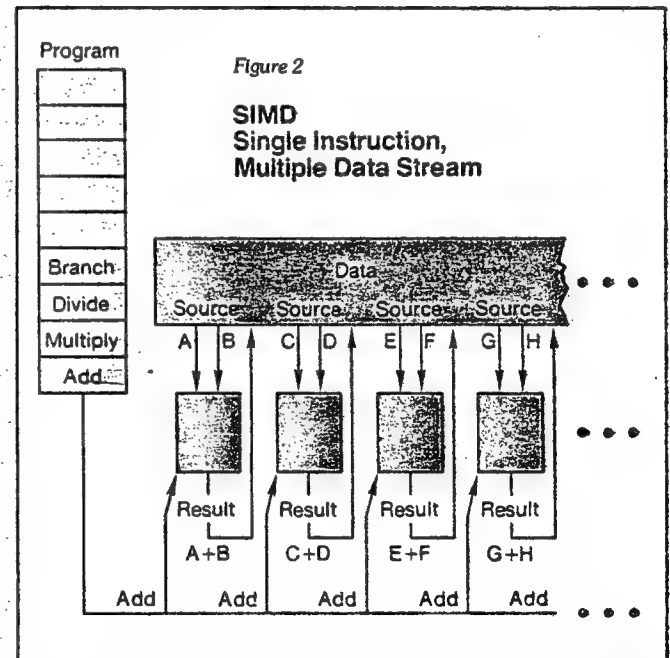 Program
Figure 2
SIMD
Single Instruction,
Multiple Data Stream
Branch
Divide
Multiply
Add
Data
Source Source Source Source
A B C D E F G H
Result Result Result Result
A+B C+D E+F G+H
Add Add Add Add Add